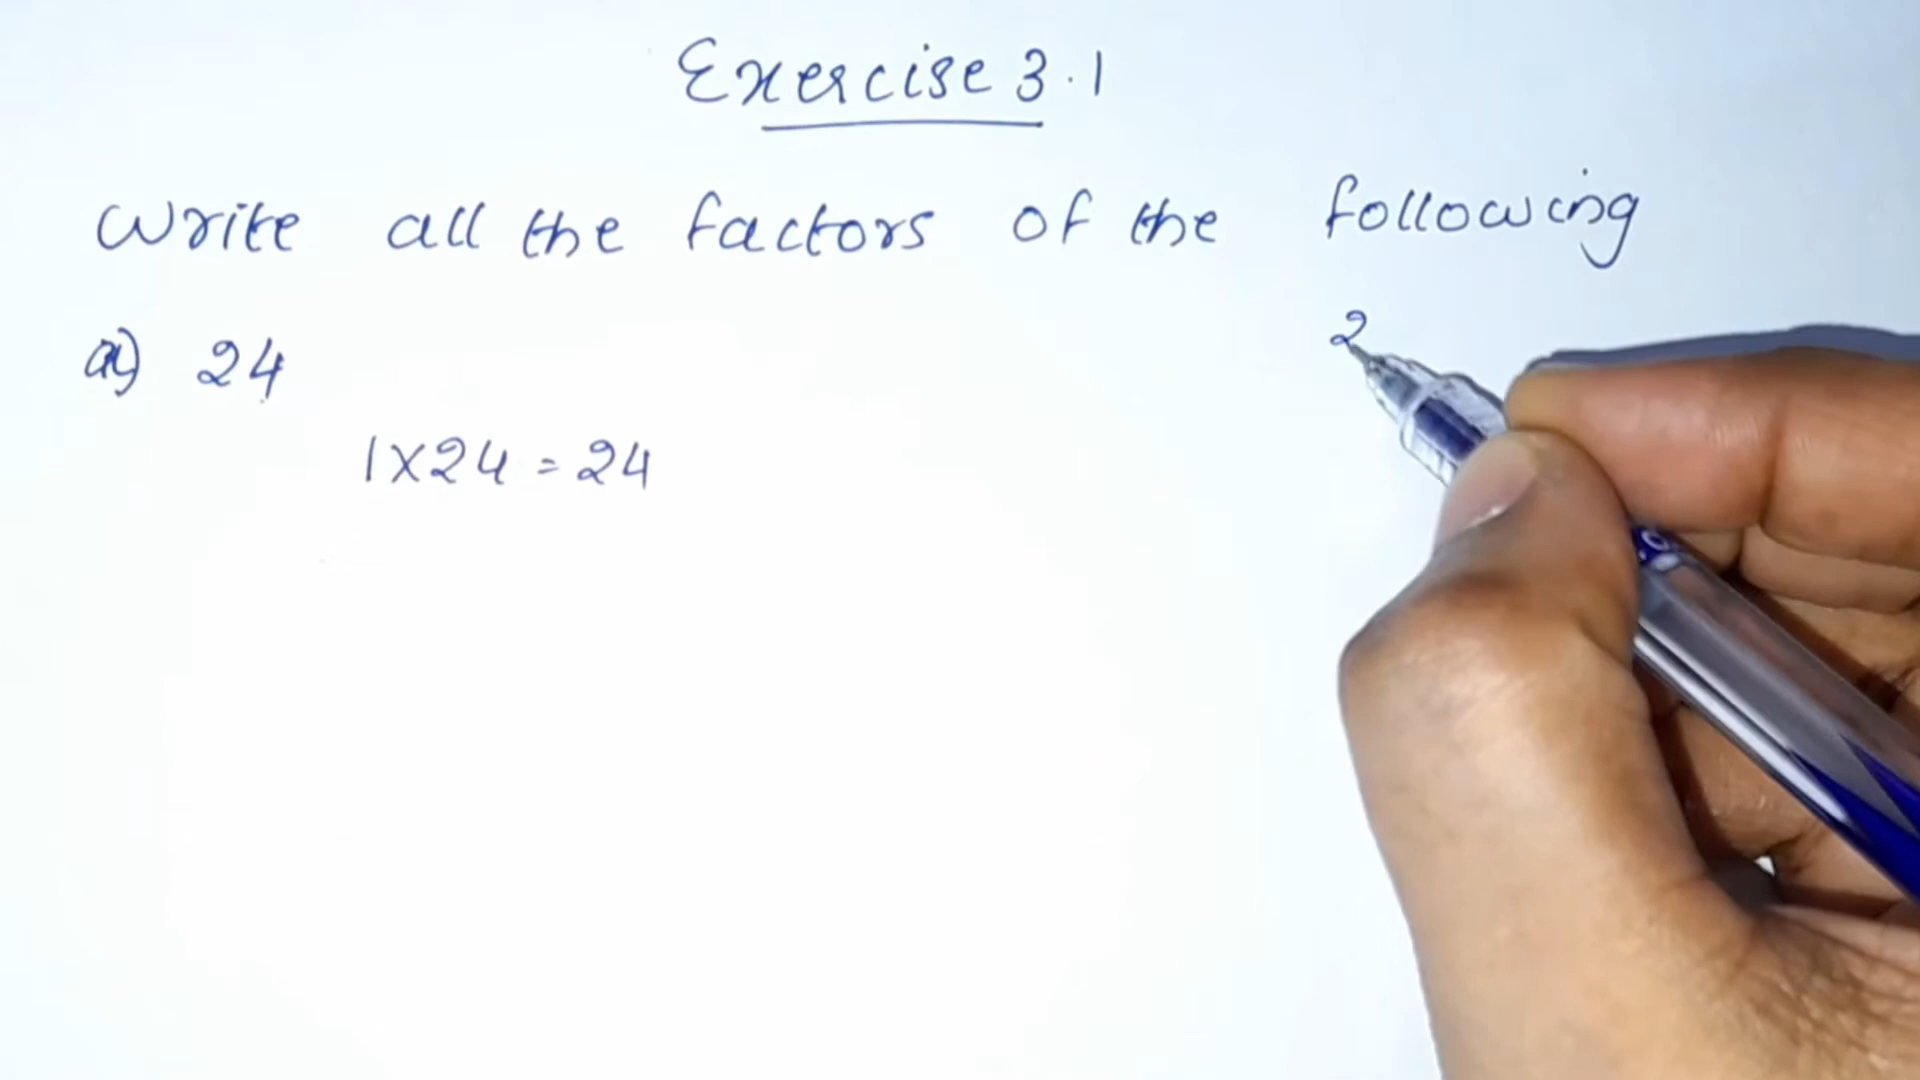 Exercise 3.1
Write all the factors of the following
a) 24
2
1 x 24 = 24